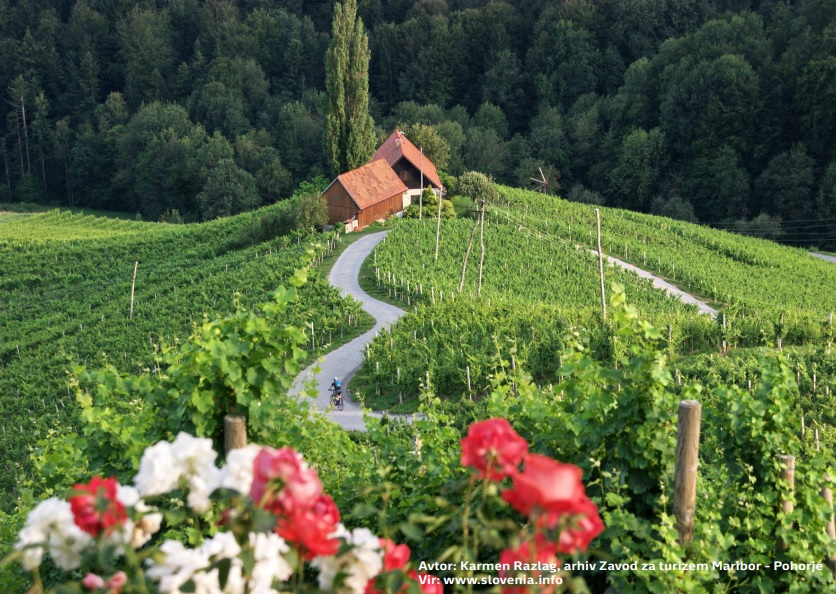 Avtor: Karmen Razlag, arhiv Zavod za turizem Maribor - Pohorje
Vir: www.slovenia.info